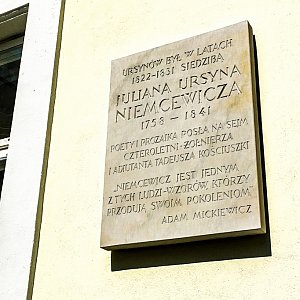 URSYNÓW BYŁ W LATACH
1822-1831 SIEDZIBĄ
JULIANA URSYNA
NIEMCEWICZA
1758 – 1841
POETY I PROZAIKA POSŁA NA SEJM
CZTEROLETNI-ŻOŁNIERZA
I ADIUTANTA TADEUSZA KOŚCIUSZKI
„NIEMCEWICZ JEST JEDNYM
Z TYCH LUDZI-WZORÓW, KTÓRZY
PRZODUJĄ SWOIM POKOLENIOM”
ADAM MICKIEWICZ